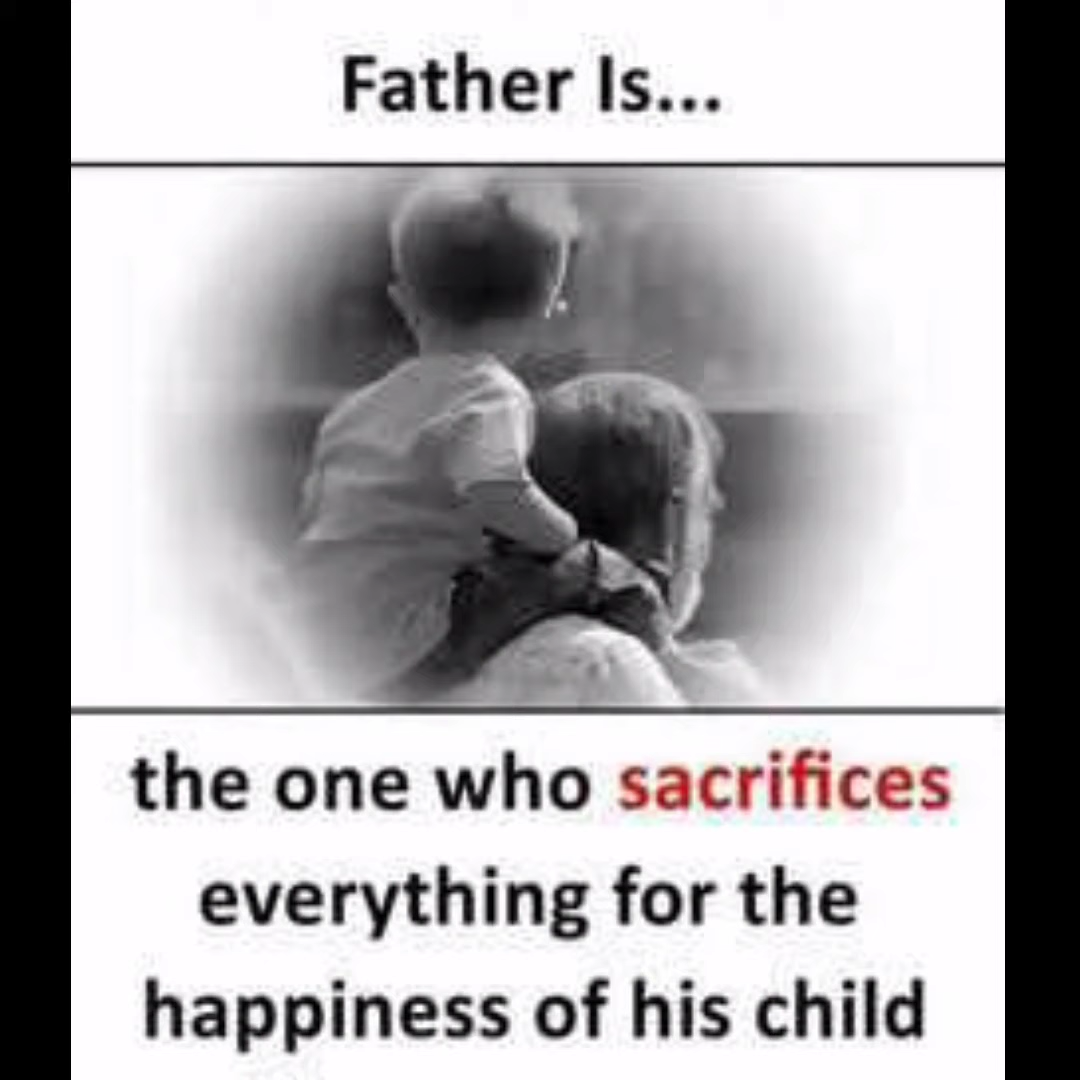 Father Is...
the one who sacrifices
everything for the
happiness of his child